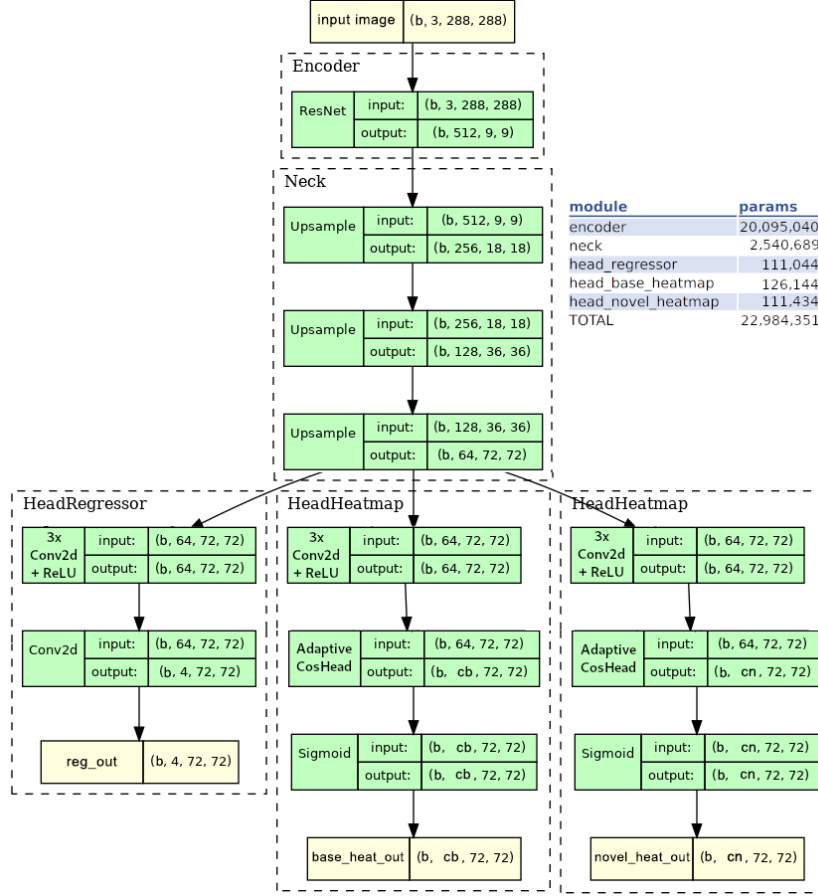 input image (b, 3, 288, 288)
Encoder
ResNet
input: (b, 3, 288, 288)
output: (b, 512, 9, 9)
Neck
Upsample
input: (b, 512, 9, 9)
output: (b, 256, 18, 18)
Upsample
input: (b, 256, 18, 18)
output: (b, 128, 36, 36)
Upsample
input: (b, 128, 36, 36)
output: (b, 64, 72, 72)
module params
encoder 20,095,040
neck 2,540,689
head_regressor 111,044
head_base_heatmap 126,144
head_novel_heatmap 111,434
TOTAL 22,984,351
HeadRegressor
3x
Conv2d
+ ReLU
input: (b, 64, 72, 72)
output: (b, 64, 72, 72)
Conv2d
input: (b, 64, 72, 72)
output: (b, 4, 72, 72)
reg_out (b, 4, 72, 72)
HeadHeatmap
3x
Conv2d
+ ReLU
input: (b, 64, 72, 72)
output: (b, 64, 72, 72)
Adaptive
CosHead
input: (b, 64, 72, 72)
output: (b, cb, 72, 72)
Sigmoid
input: (b, cb, 72, 72)
output: (b, cb, 72, 72)
base_heat_out (b, cb, 72, 72)
HeadHeatmap
3x
Conv2d
+ ReLU
input: (b, 64, 72, 72)
output: (b, 64, 72, 72)
Adaptive
CosHead
input: (b, 64, 72, 72)
output: (b, cn, 72, 72)
Sigmoid
input: (b, cn, 72, 72)
output: (b, cn, 72, 72)
novel_heat_out (b, cn, 72, 72)